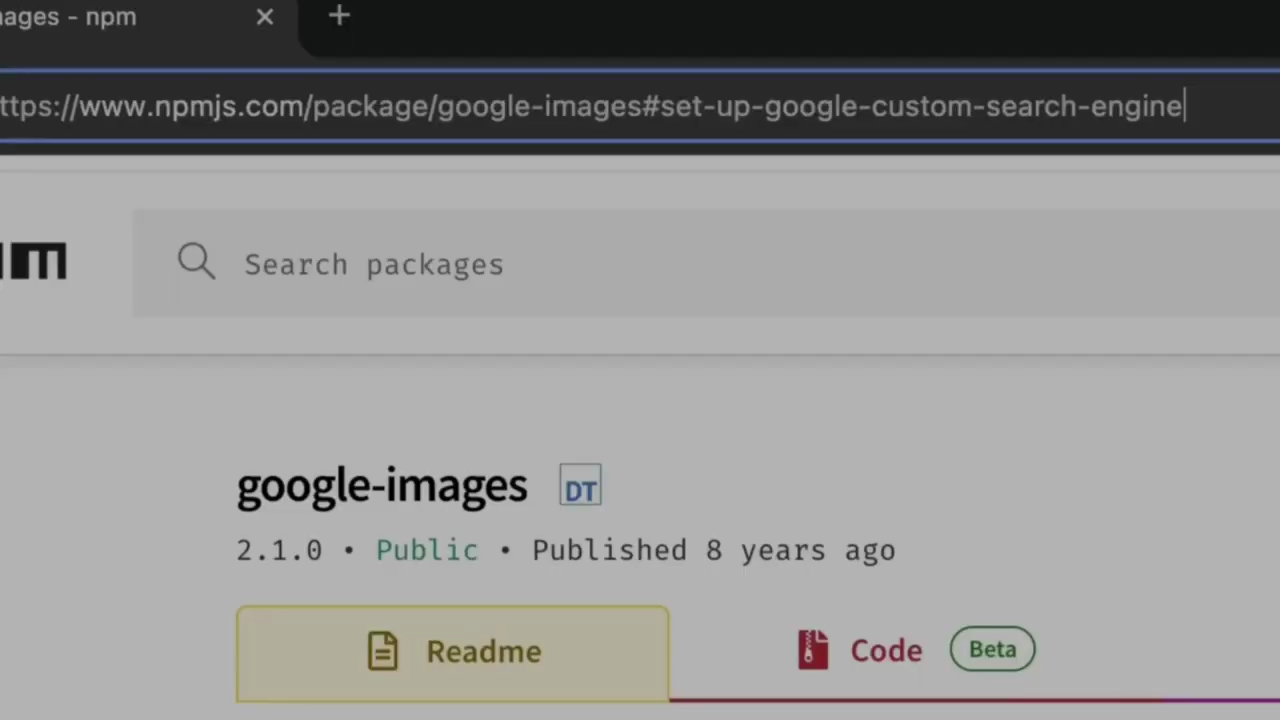 ages - npm
ttps://www.npmjs.com/package/google-images#set-up-google-custom-search-engine
m
Search packages
google-images DT
2.1.0 • Public • Published 8 years ago
Readme
Code Beta